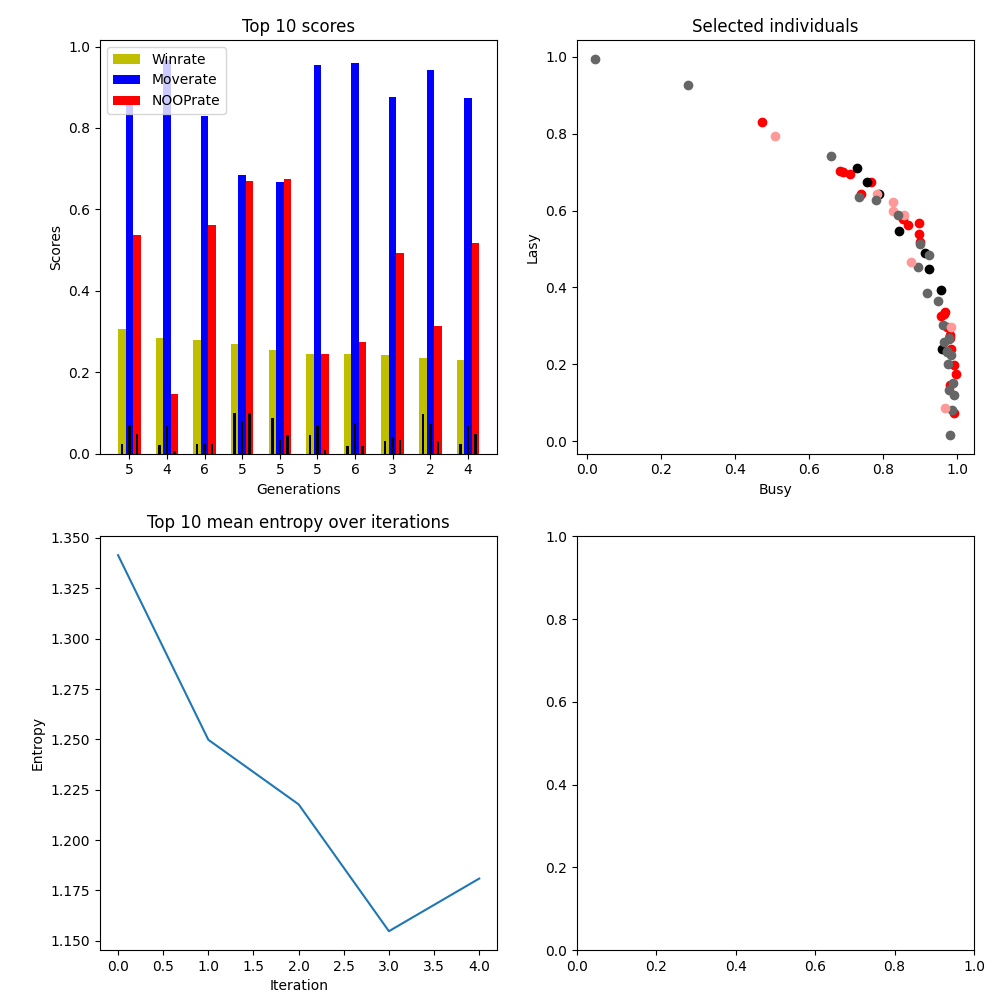 Top 10 scores
1.0
0.8
0.6
0.4
0.2
0.0
Scores
Winrate
Moverate
NOOPrate
5 4 6 5 5 5 6 3 2 4
Generations
Selected individuals
1.0
0.8
0.6
0.4
0.2
0.0
Lasy
0.0 0.2 0.4 0.6 0.8 1.0
Busy
Top 10 mean entropy over iterations
1.350
1.325
1.300
1.275
1.250
1.225
1.200
1.175
1.150
Entropy
0.0 0.5 1.0 1.5 2.0 2.5 3.0 3.5 4.0
Iteration
1.0
0.8
0.6
0.4
0.2
0.0
0.0 0.2 0.4 0.6 0.8 1.0